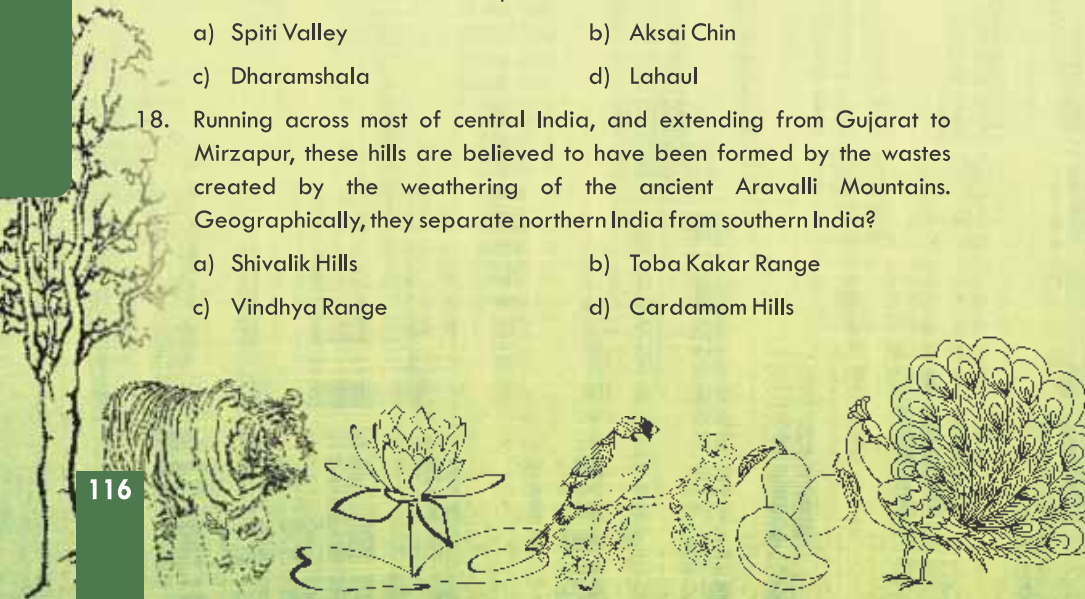 a) Spiti Valley b) Aksai Chin
c) Dharamshala d) Lahaul
18. Running across most of central India, and extending from Gujarat to
Mirzapur, these hills are believed to have been formed by the wastes
created by the weathering of the ancient Aravalli Mountains.
Geographically, they separate northern India from southern India?
a) Shivalik Hills b) Toba Kakar Range
c) Vindhya Range d) Cardamom Hills
116